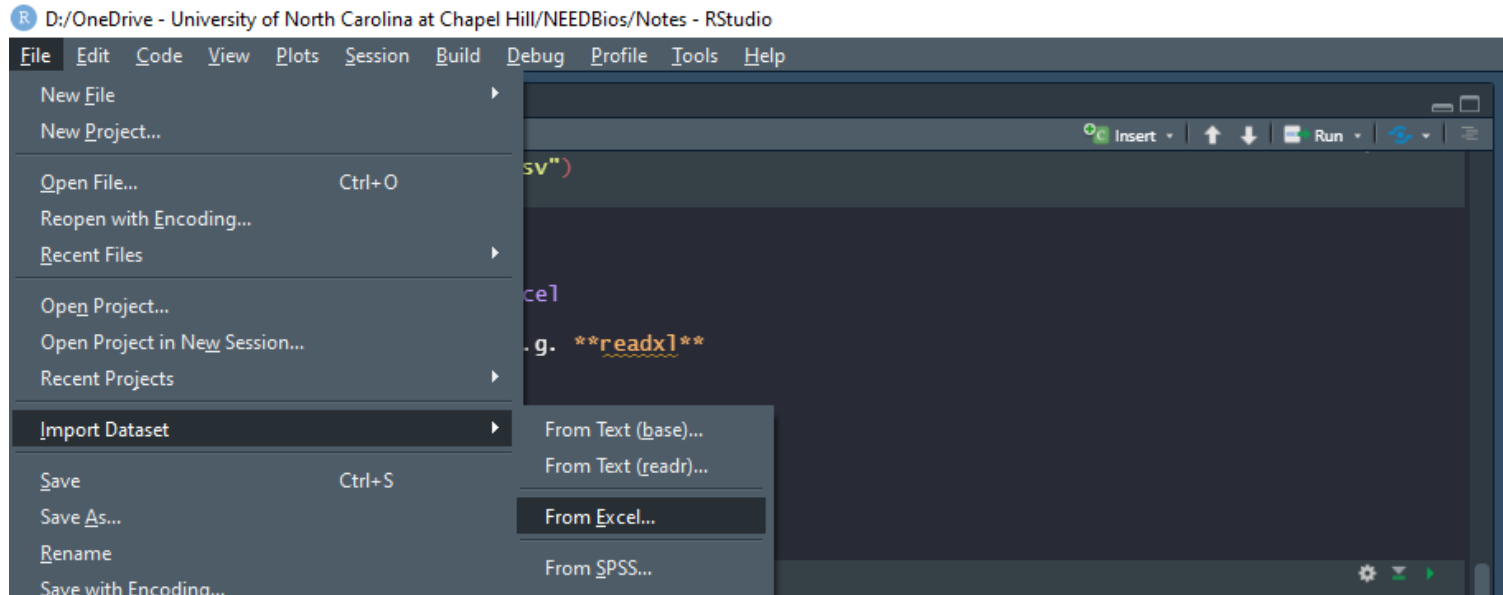 R D:/OneDrive - University of North Carolina at Chapel Hill/NEEDBios/Notes - RStudio
File Edit Code View Plots Session Build Debug Profile Tools Help
New File
New Project...
C Insert Run
Open File... Ctrl+O
sv")
Reopen with Encoding...
Recent Files
Open Project...
cel
Open Project in New Session...
.g. **readxl**
Recent Projects
Import Dataset
From Text (base)...
From Text (readr)...
Save Ctrl+S
Save As...
From Excel...
Rename
From SPSS...
Save with Encoding...